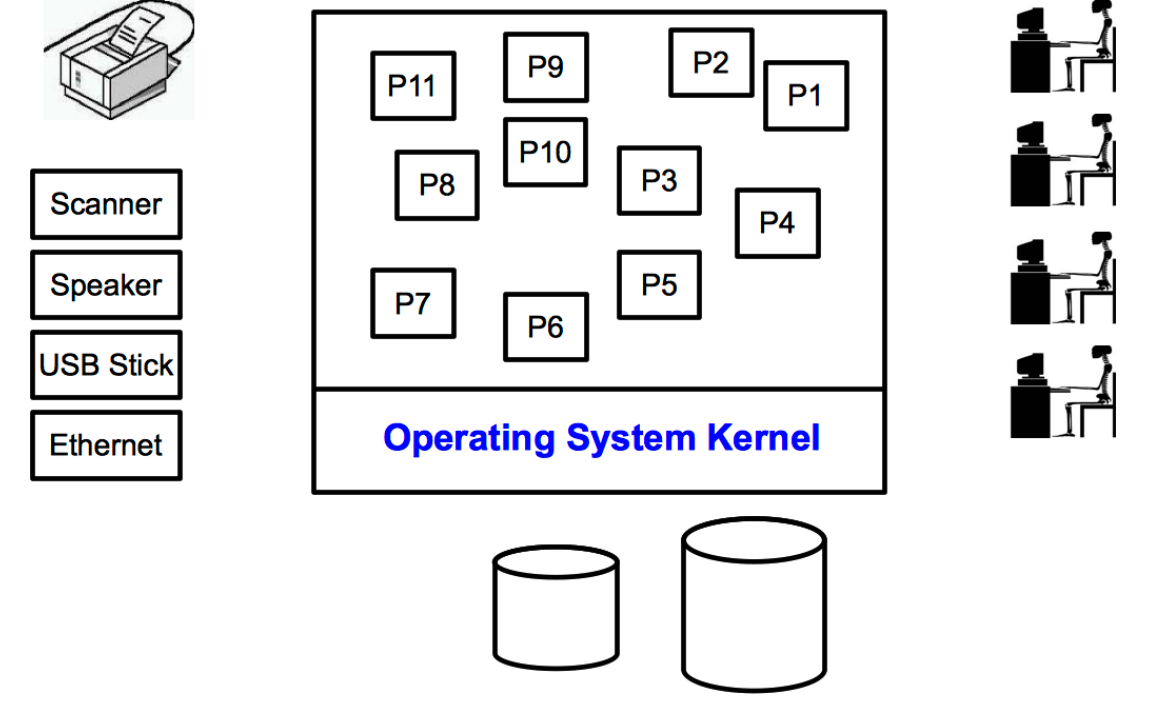 P11
P9
P2
P1
P10
P8
P3
P4
P7
P6
P5
Scanner
Speaker
USB Stick
Ethernet
Operating System Kernel